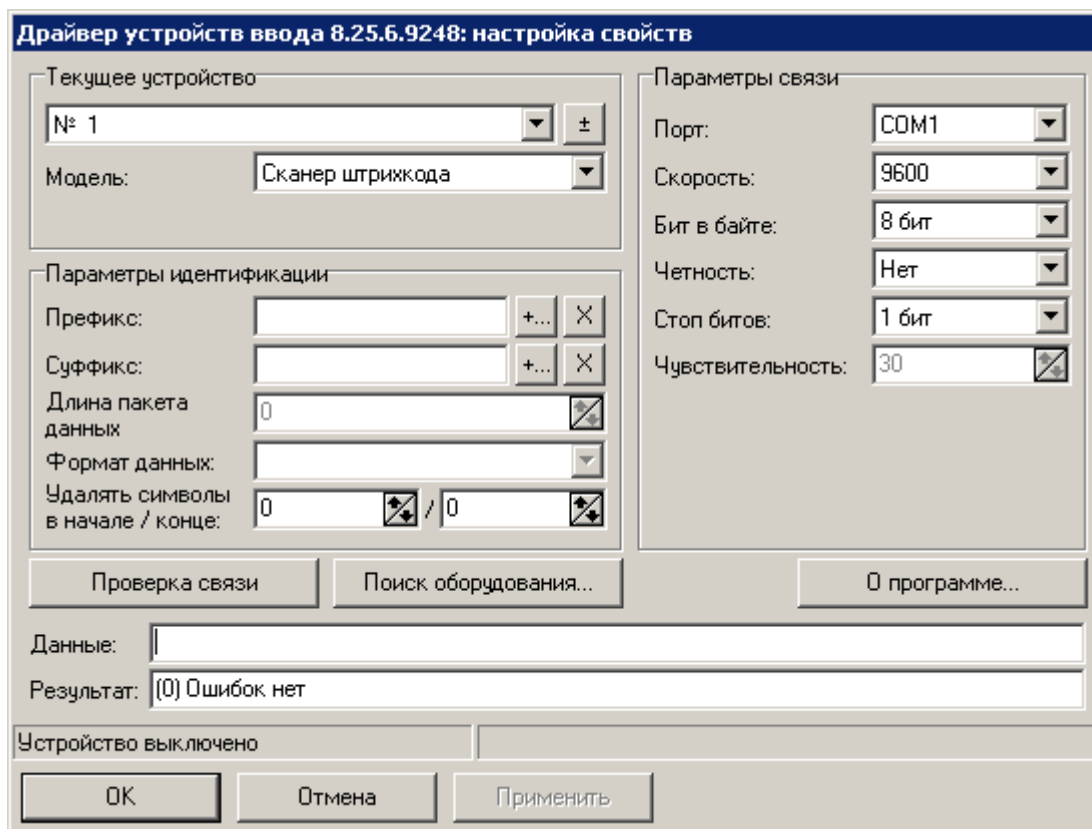 Драйвер устройств ввода 8.25.6.9248: настройка свойств
Текущее устройство
№ 1
±
Модель:
Сканер штрихкода
Параметры идентификации
Префикс:
+...
X
Суффикс:
+...
X
Длина пакета
данных
0
Формат данных:
Удалять символы
в начале / конце:
0 / 0
Параметры связи
Порт:
COM1
Скорость:
9600
Бит в байте:
8 бит
Четность:
Нет
Стоп битов:
1 бит
Чувствительность:
30
Проверка связи
Поиск оборудования...
О программе...
Данные:
Результат:
(0) Ошибок нет
Устройство выключено
OK
Отмена
Применить